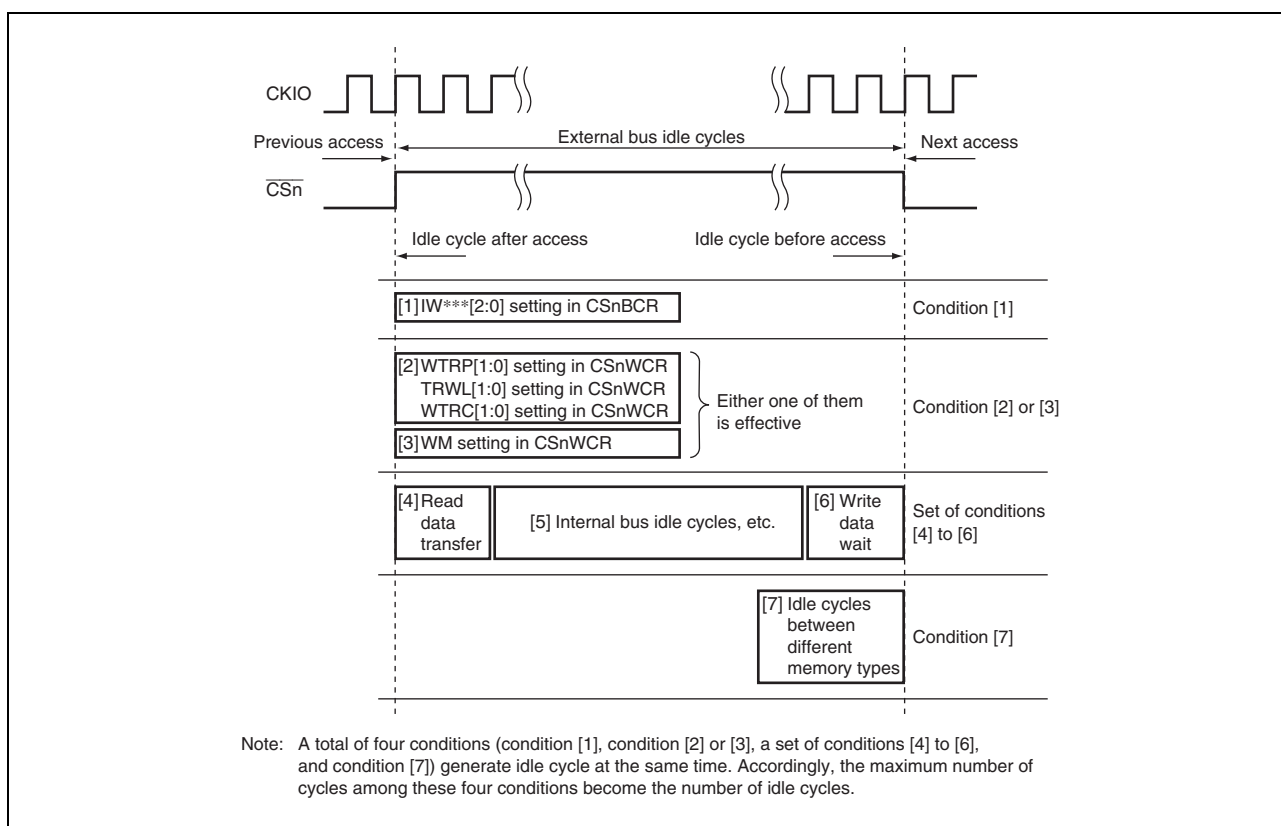 CKIO
Previous access
External bus idle cycles
Next access
CSn
Idle cycle after access
Idle cycle before access
[1] IW***[2:0] setting in CSnBCR
Condition [1]
[2] WTRP[1:0] setting in CSnWCR
TRWL[1:0] setting in CSnWCR
WTRC[1:0] setting in CSnWCR
[3] WM setting in CSnWCR
Either one of them
is effective
Condition [2] or [3]
[4] Read
data
transfer
[5] Internal bus idle cycles, etc.
[6] Write
data
wait
Set of conditions
[4] to [6]
[7] Idle cycles
between
different
memory types
Condition [7]
Note: A total of four conditions (condition [1], condition [2] or [3], a set of conditions [4] to [6],
and condition [7]) generate idle cycle at the same time. Accordingly, the maximum number of
cycles among these four conditions become the number of idle cycles.